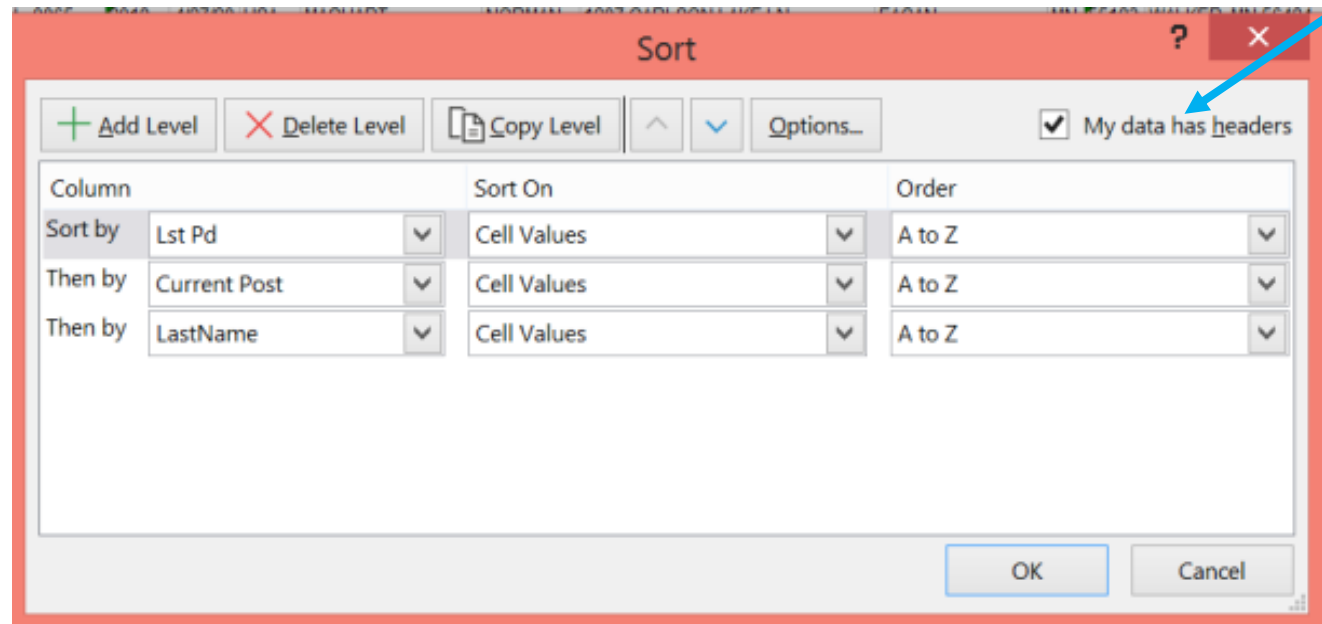 Sort
?
Add Level Delete Level Copy Level Options... My data has headers
Column Sort On Order
Sort by Lst Pd Cell Values A to Z
Then by Current Post Cell Values A to Z
Then by LastName Cell Values A to Z
OK Cancel